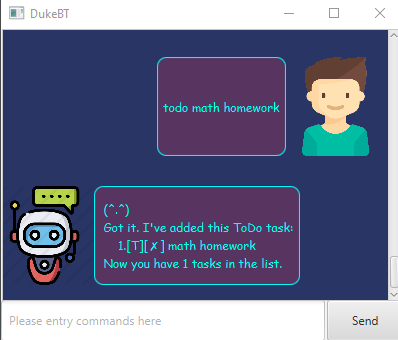 DukeBT
todo math homework
(^.^)
Got it. I've added this ToDo task:
1.[T][✗] math homework
Now you have 1 tasks in the list.
Please entry commands here
Send